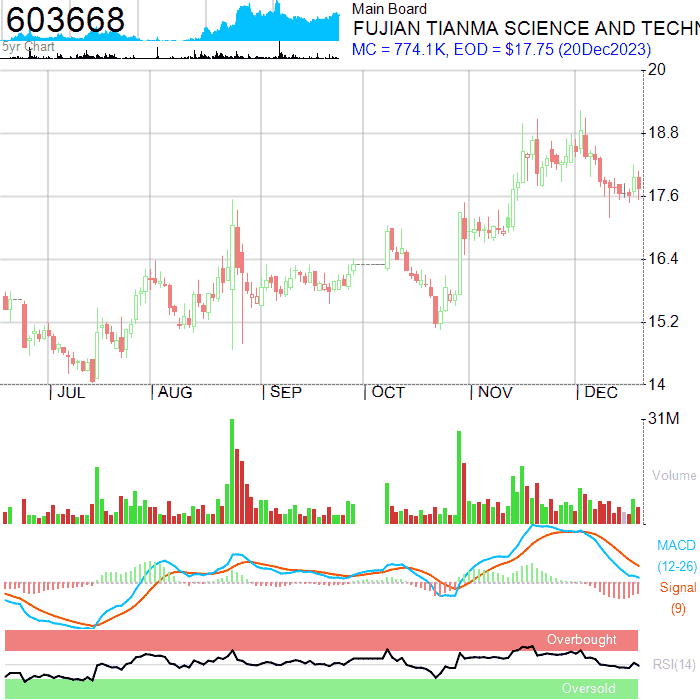 603668
5yr Chart
Main Board
FUJIAN TIANMA SCIENCE AND TECHN
MC = 774.1K, EOD = $17.75 (20Dec2023)
20
18.8
17.6
16.4
15.2
14
JUL AUG SEP OCT NOV DEC
31M
Volume
MACD
(12-26)
Signal
(9)
Overbought
RSI(14)
Oversold